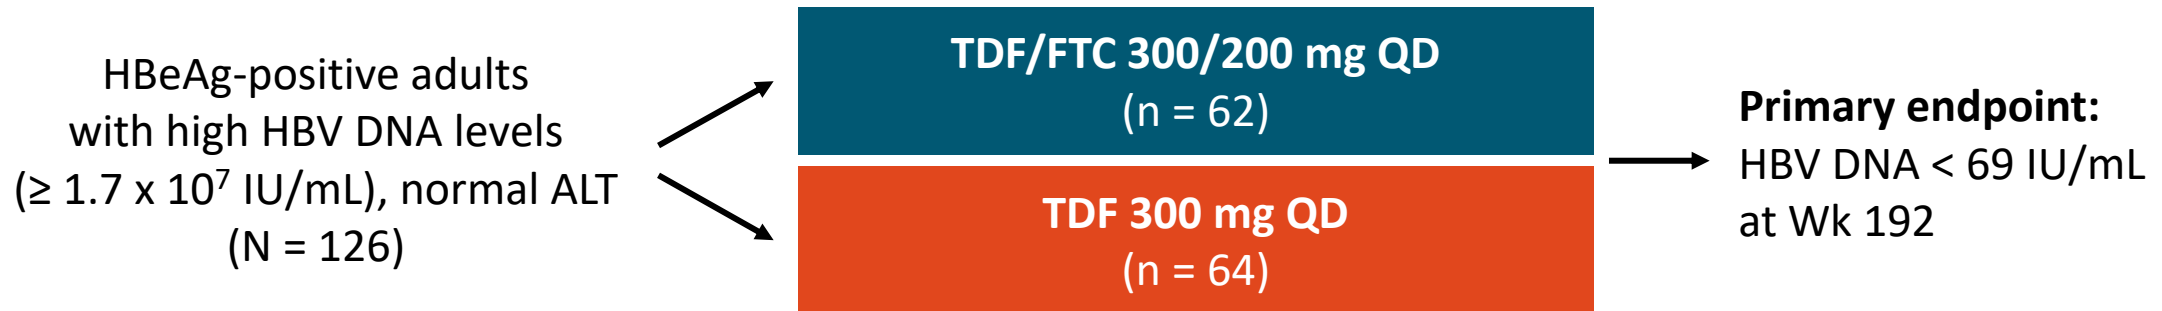 HBeAg-positive adults
with high HBV DNA levels
(≥ 1.7 x 10⁷ IU/mL), normal ALT
(N = 126)
TDF/FTC 300/200 mg QD
(n = 62)
TDF 300 mg QD
(n = 64)
Primary endpoint:
HBV DNA < 69 IU/mL
at Wk 192